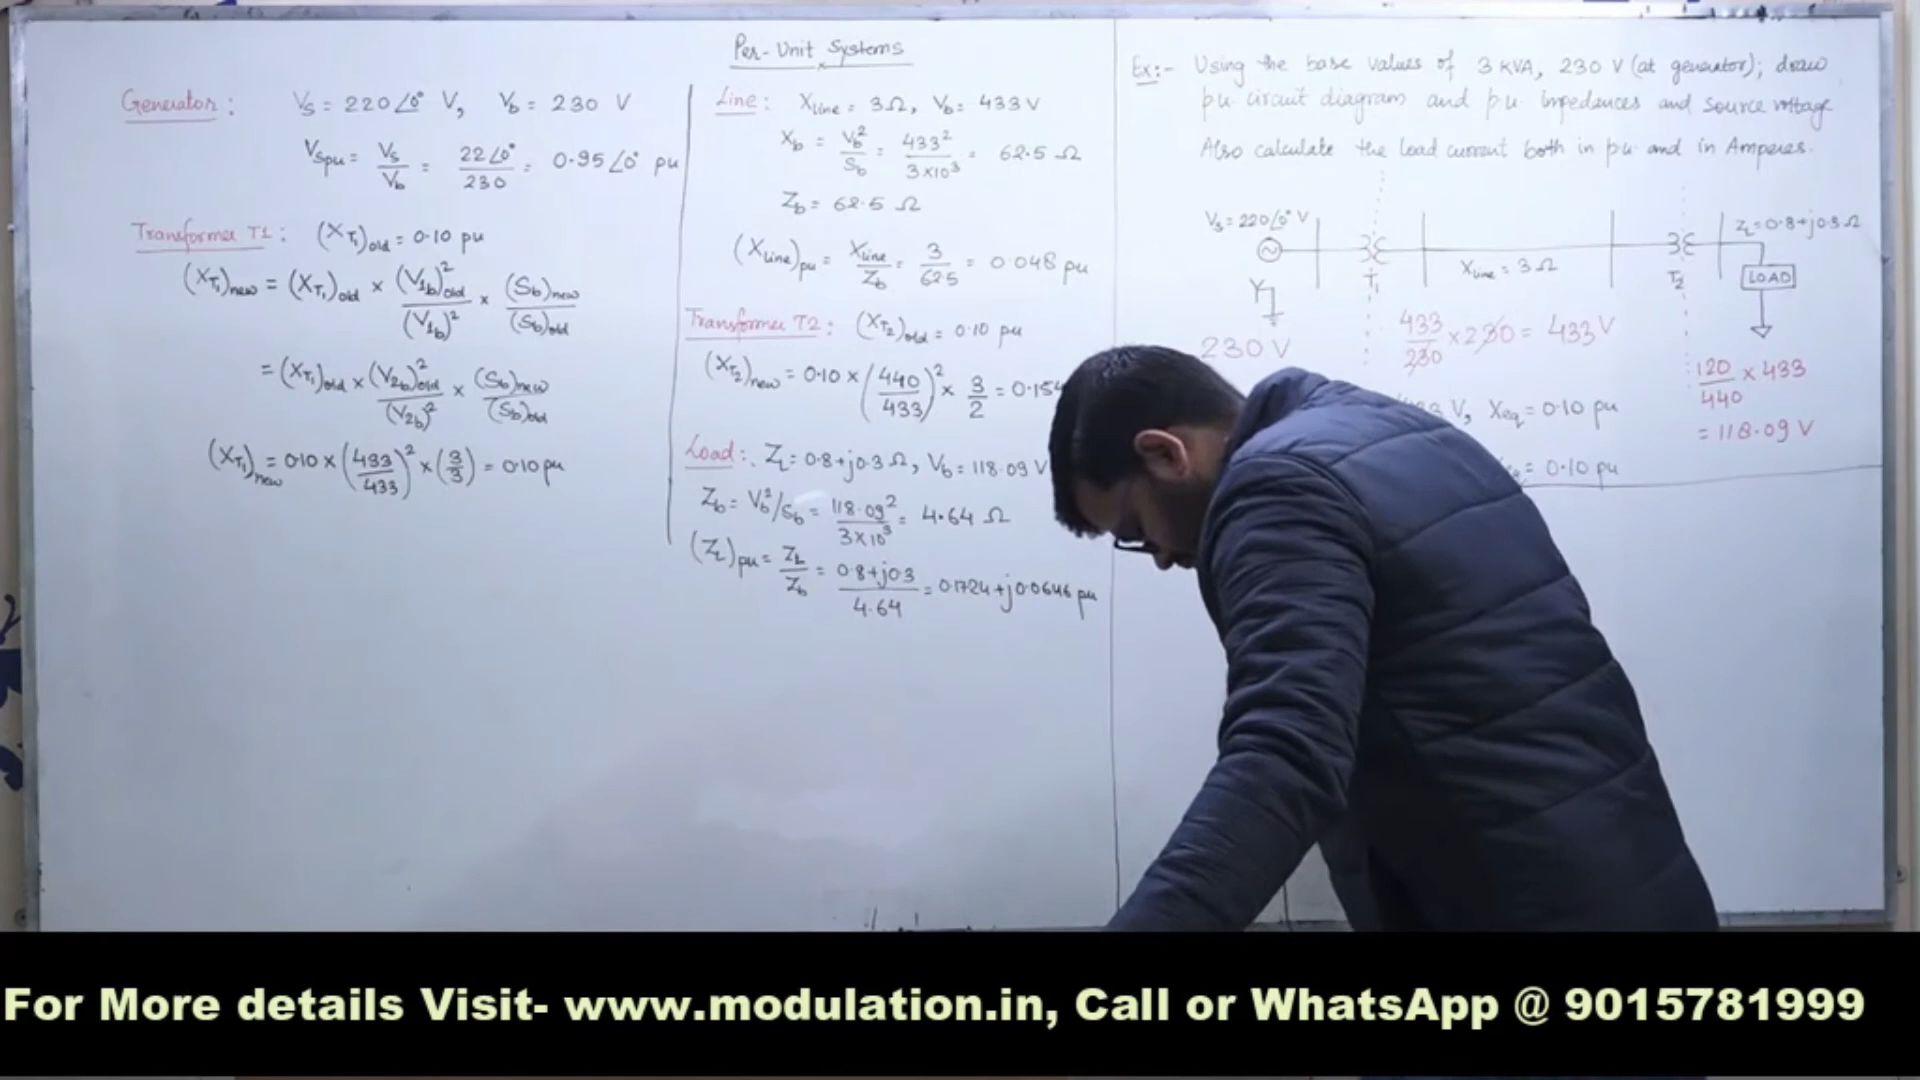 Per-Unit Systems
Generator: Vs = 220∠0° V, Vb = 230 V
Vspu = Vs/Vb = 22∠0°/230 = 0.95∠0° pu
Transformer T1: (XT1)old = 0.10 pu
(XT1)new = (XT1)old × (V1b)²old/(V1b)² × (Sb)new/(Sb)old
= (XT1)old × (V2b)²old/(V2b)² × (Sb)new/(Sb)old
(XT1)new = 0.10 × (433/433)² × (3/3) = 0.10 pu
Line: Xline = 3Ω, Vb = 433 V
Xb = Vb²/Sb = 433²/3×10³ = 62.5 Ω
Zb = 62.5 Ω
(Xline)pu = Xline/Zb = 3/625 = 0.048 pu
Transformer T2: (XT2)old = 0.10 pu
(XT2)new = 0.10 × (440/433)² × 3/2 = 0.154
Load: ZL = 0.8+j0.3 Ω, Vb = 118.09 V
Zb = Vb²/Sb = 118.09²/3×10³ = 4.64 Ω
(ZL)pu = ZL/Zb = 0.8+j0.3/4.64 = 0.1724+j0.0646 pu
Ex:- Using the base values of 3 KVA, 230 V (at generator); draw
pu circuit diagram and pu impedances and source voltage
Also calculate the load current both in pu and in Amperes.
Vs = 220∠0° V
ZL = 0.8+j0.3 Ω
T1
Xline = 3Ω
T2
LOAD
Y
230 V
433/230 × 230 = 433 V
120/440 × 433
= 118.09 V
V, Xeq = 0.10 pu
= 0.10 pu
For More details Visit- www.modulation.in, Call or WhatsApp @ 9015781999